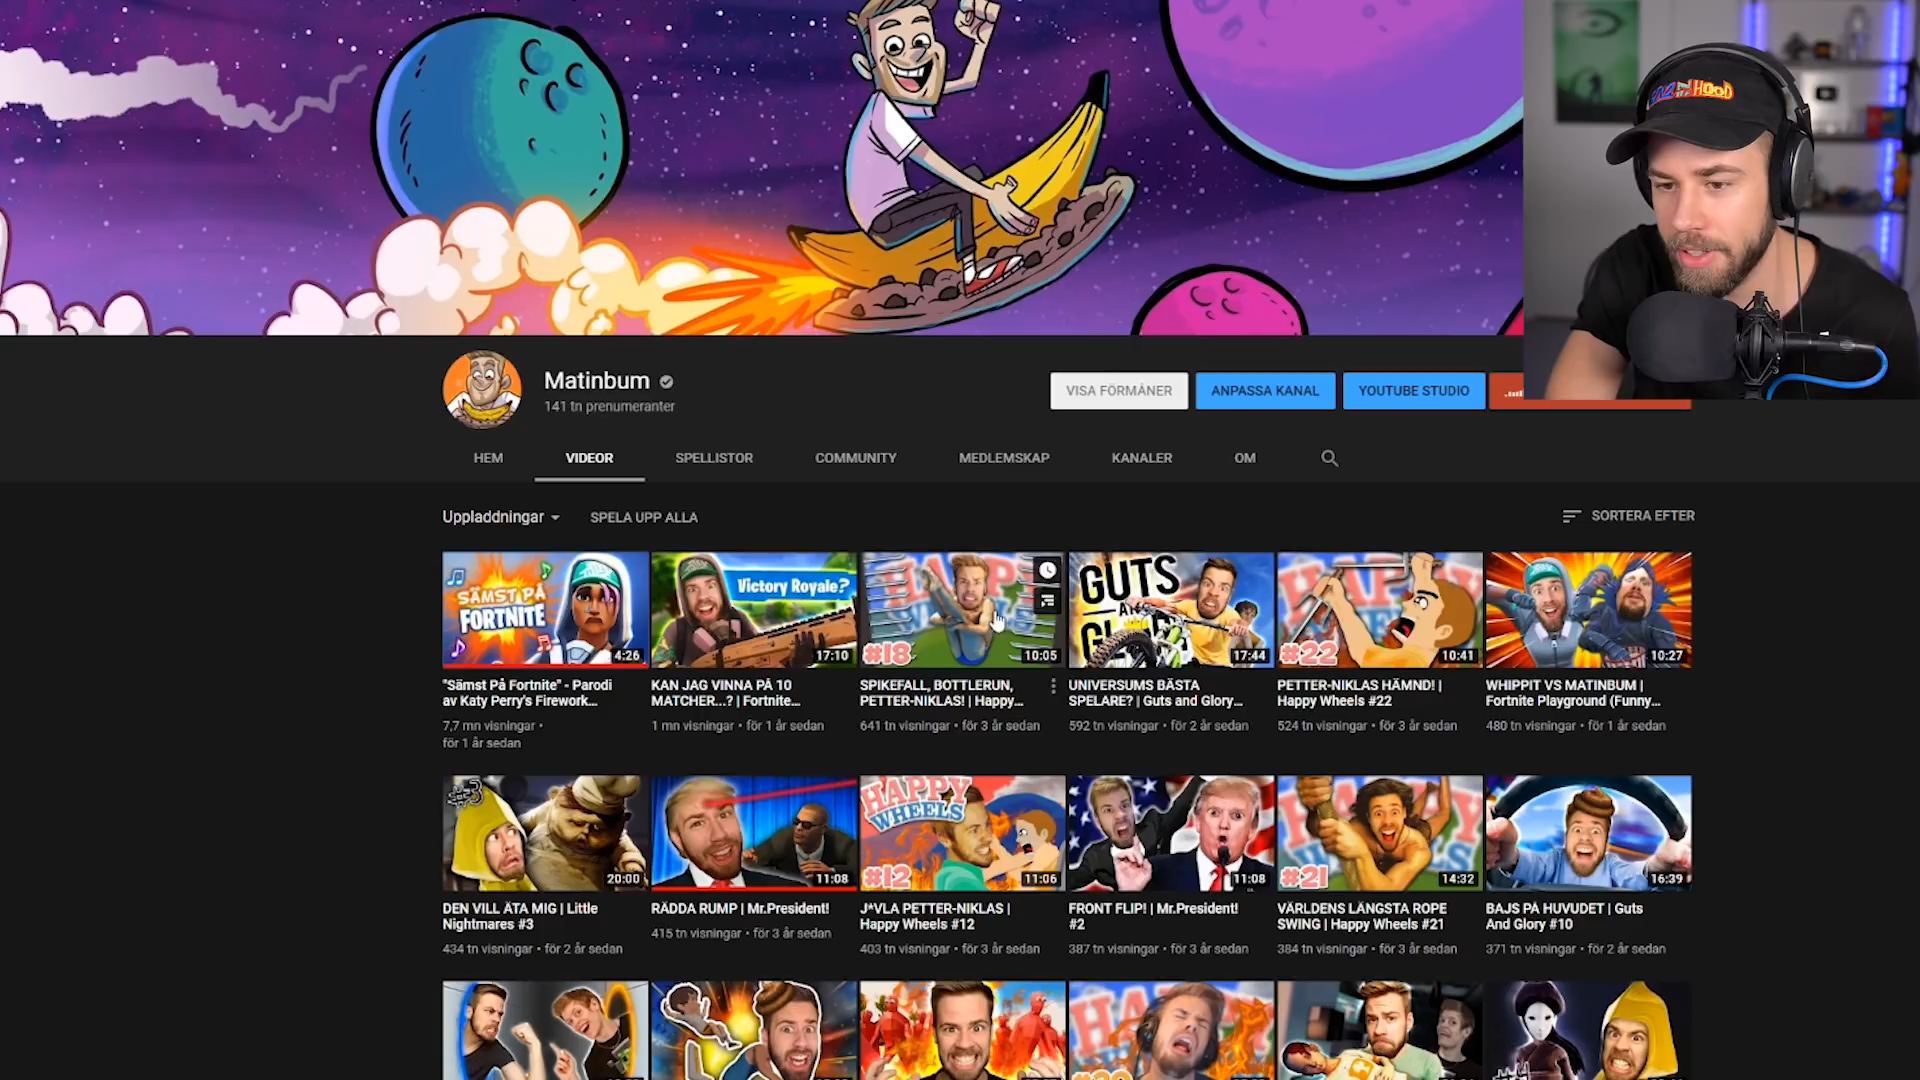 HOOD
Matinbum
141 tn prenumeranter
VISA FÖRMÅNER
ANPASSA KANAL
YOUTUBE STUDIO
HEM
VIDEOR
SPELLISTOR
COMMUNITY
MEDLEMSKAP
KANALER
OM
Uppladdningar
SPELA UPP ALLA
SORTERA EFTER
SÄMST PÅ
FORTNITE
4:26
Victory Royale?
17:10
#18
10:05
GUTS
17:44
#22
10:41
10:27
"Sämst På Fortnite" - Parodi
av Katy Perry's Firework...
7,7 mn visningar •
för 1 år sedan
KAN JAG VINNA PÅ 10
MATCHER...? | Fortnite...
1 mn visningar • för 1 år sedan
SPIKEFALL, BOTTLERUN,
PETTER-NIKLAS! | Happy...
641 tn visningar • för 3 år sedan
UNIVERSUMS BÄSTA
SPELARE? | Guts and Glory...
592 tn visningar • för 2 år sedan
PETTER-NIKLAS HÄMND! |
Happy Wheels #22
524 tn visningar • för 3 år sedan
WHIPPIT VS MATINBUM |
Fortnite Playground (Funny...
480 tn visningar • för 1 år sedan
#3
20:00
11:08
HAPPY
WHEELS
#12
11:06
11:08
#21
14:32
16:39
DEN VILL ÄTA MIG | Little
Nightmares #3
434 tn visningar • för 2 år sedan
RÄDDA RUMP | Mr.President!
415 tn visningar • för 3 år sedan
J*VLA PETTER-NIKLAS |
Happy Wheels #12
403 tn visningar • för 3 år sedan
FRONT FLIP! | Mr.President!
#2
387 tn visningar • för 3 år sedan
VÄRLDENS LÄNGSTA ROPE
SWING | Happy Wheels #21
384 tn visningar • för 3 år sedan
BAJS PÅ HUVUDET | Guts
And Glory #10
371 tn visningar • för 2 år sedan